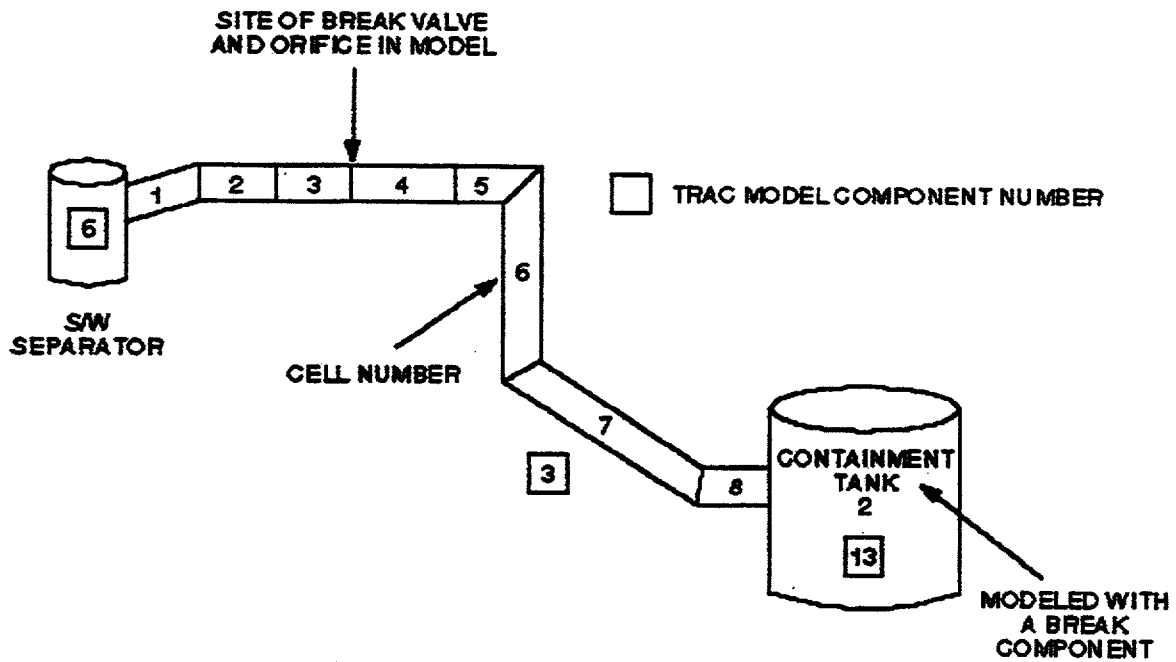 SITE OF BREAK VALVE
AND ORIFICE IN MODEL
1
2
3
4
5
6
TRAC MODEL COMPONENT NUMBER
6
S/W
SEPARATOR
CELL NUMBER
7
3
8
CONTAINMENT
TANK
2
13
MODELED WITH
A BREAK
COMPONENT